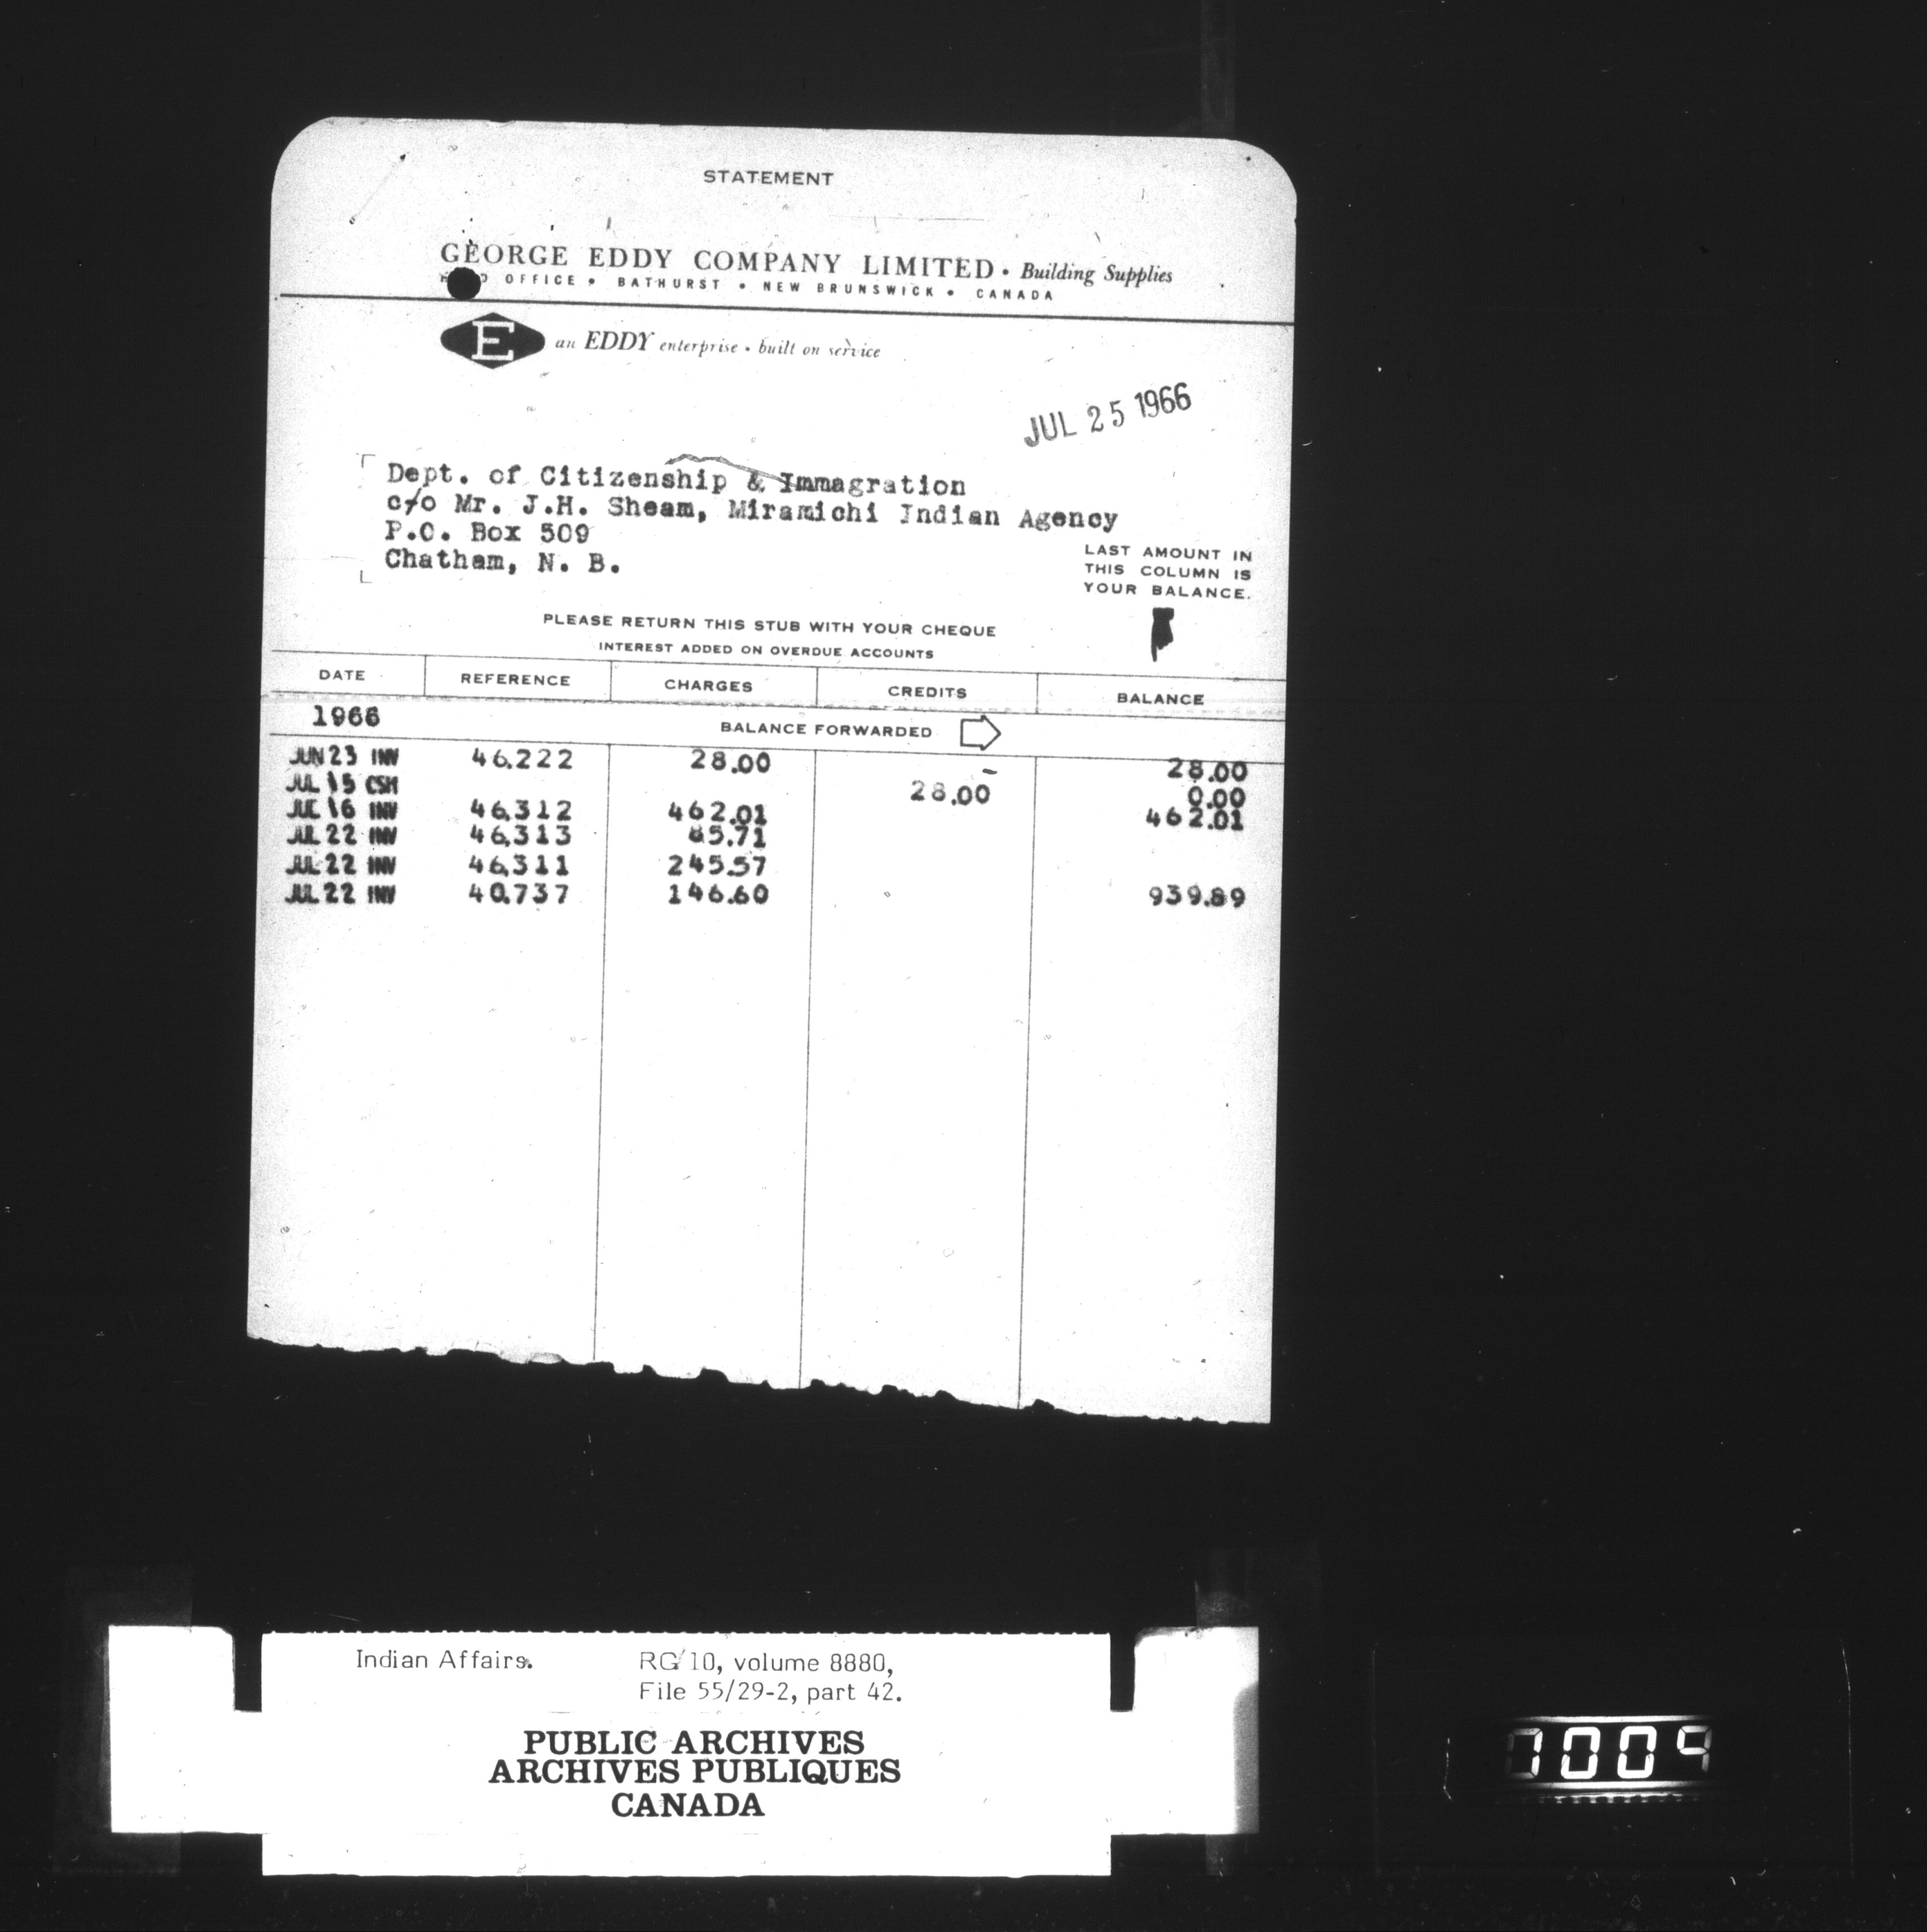 STATEMENT
GEORGE EDDY COMPANY LIMITED • Building Supplies
OFFICE • BATHURST • NEW BRUNSWICK • CANADA
E an EDDY enterprise • built on service
JUL 25 1966
Dept. of Citizenship & Immagration
c/o Mr. J.H. Sheam, Miramichi Indian Agency
P.O. Box 509
Chatham, N. B.
LAST AMOUNT IN
THIS COLUMN IS
YOUR BALANCE.
PLEASE RETURN THIS STUB WITH YOUR CHEQUE
INTEREST ADDED ON OVERDUE ACCOUNTS
DATE REFERENCE CHARGES CREDITS BALANCE
1966 BALANCE FORWARDED
JUN 23 INV 46,222 28.00 28.00
JUL 15 CSH 28.00 0.00
JUL 16 INV 46,312 462.01 462.01
JUL 22 INV 46,313 85.71
JUL 22 INV 46,311 245.57
JUL 22 INV 40,737 146.60 939.89
Indian Affairs. RG 10, volume 8880,
File 55/29-2, part 42.
PUBLIC ARCHIVES
ARCHIVES PUBLIQUES
CANADA